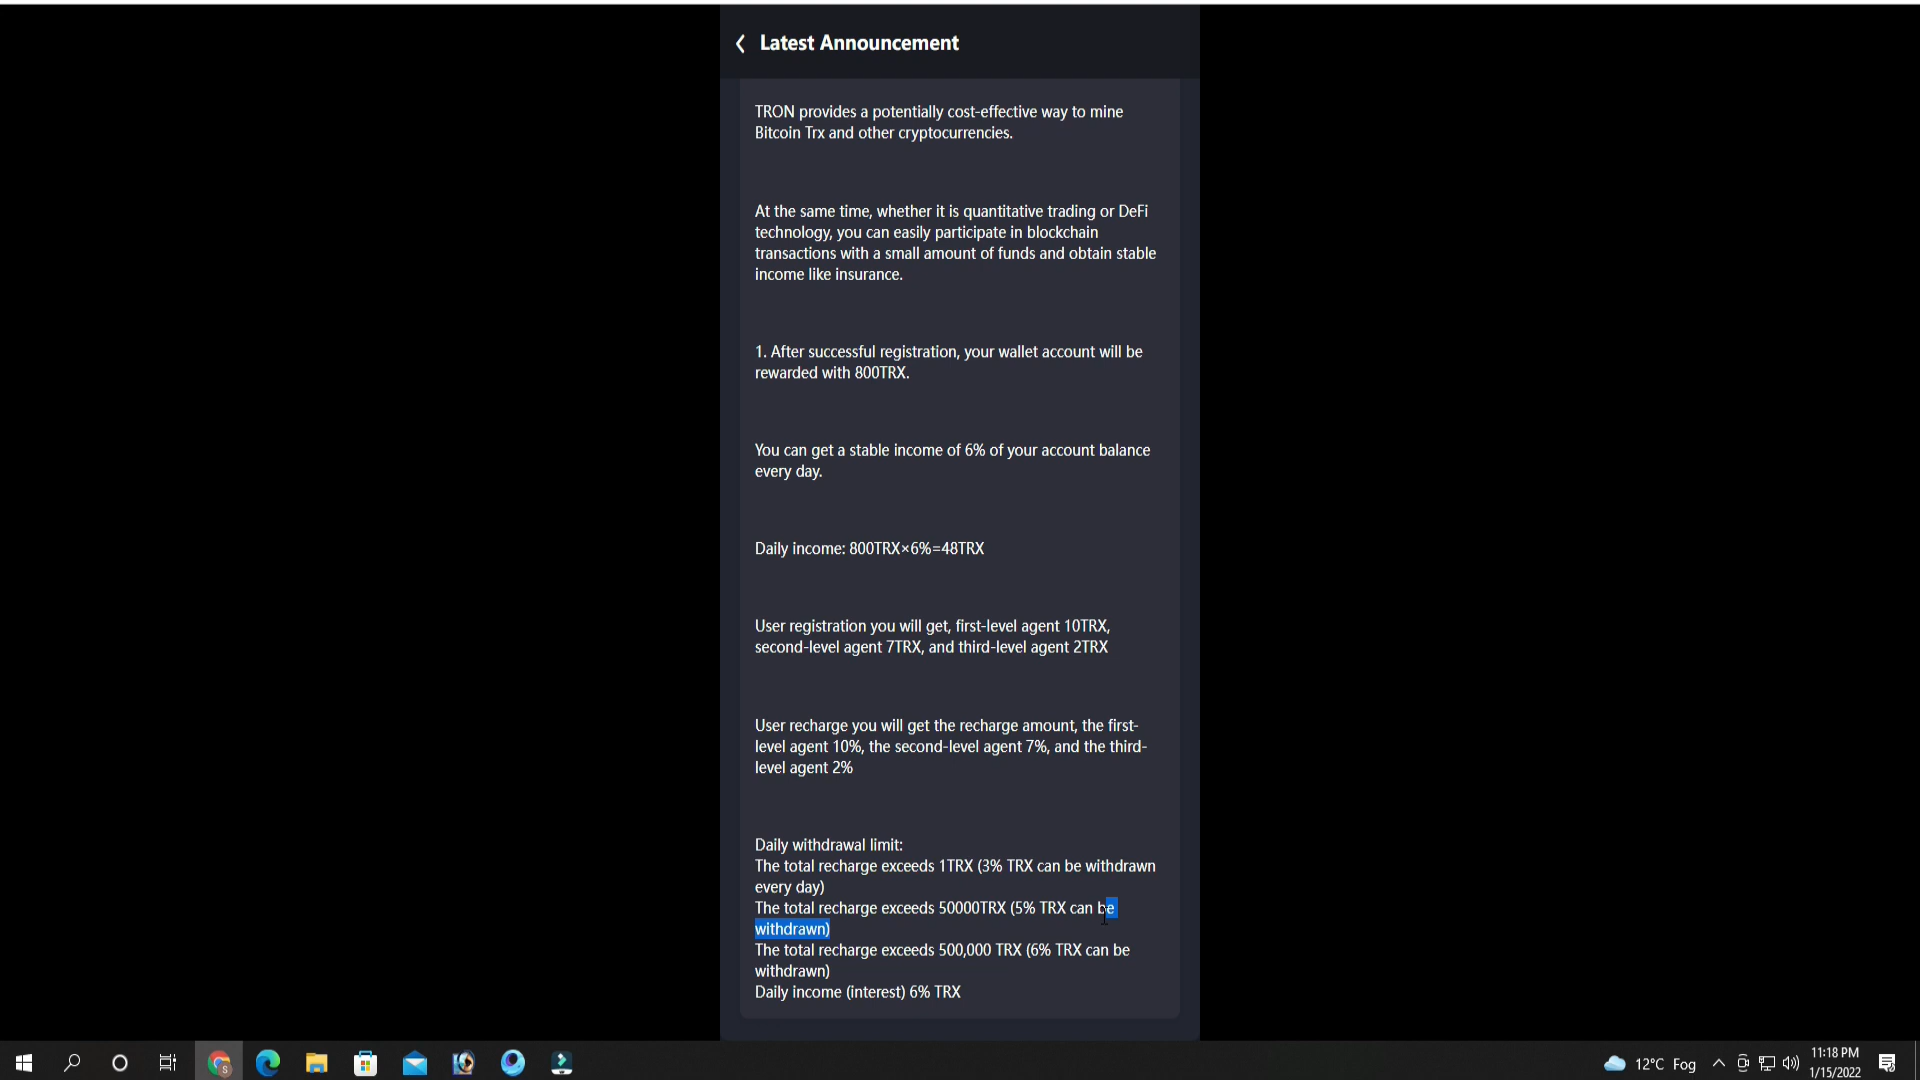 Latest Announcement
TRON provides a potentially cost-effective way to mine
Bitcoin Trx and other cryptocurrencies.
At the same time, whether it is quantitative trading or DeFi
technology, you can easily participate in blockchain
transactions with a small amount of funds and obtain stable
income like insurance.
1. After successful registration, your wallet account will be
rewarded with 800TRX.
You can get a stable income of 6% of your account balance
every day.
Daily income: 800TRX×6%=48TRX
User registration you will get, first-level agent 10TRX,
second-level agent 7TRX, and third-level agent 2TRX
User recharge you will get the recharge amount, the first-
level agent 10%, the second-level agent 7%, and the third-
level agent 2%
Daily withdrawal limit:
The total recharge exceeds 1TRX (3% TRX can be withdrawn
every day)
The total recharge exceeds 50000TRX (5% TRX can be
withdrawn)
The total recharge exceeds 500,000 TRX (6% TRX can be
withdrawn)
Daily income (interest) 6% TRX
12°C Fog
11:18 PM
1/15/2022